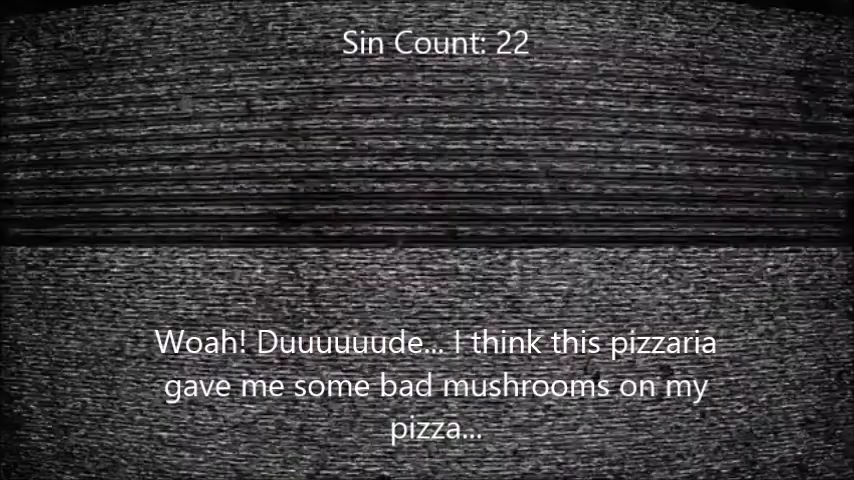 Sin Count: 22
Woah! Duuuuuude... I think this pizzaria
gave me some bad mushrooms on my
pizza...